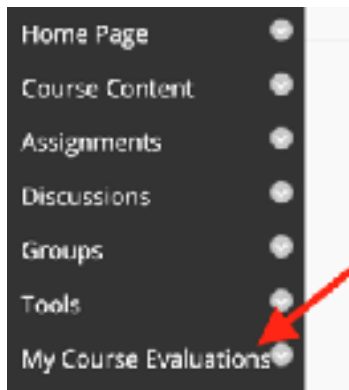 Home Page
Course Content
Assignments
Discussions
Groups
Tools
My Course Evaluations